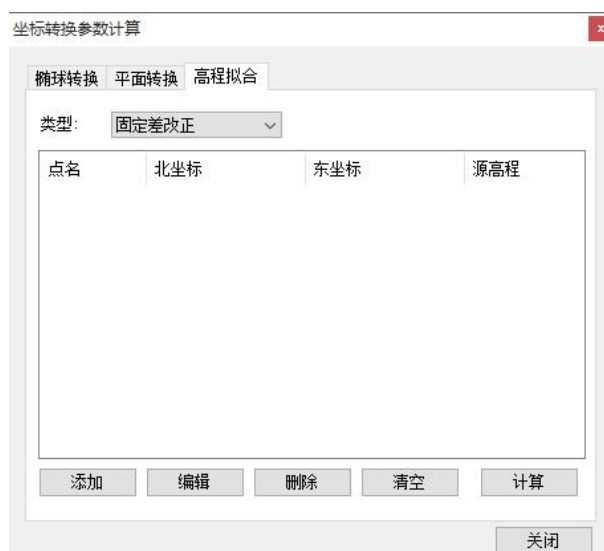 坐标转换参数计算
x
椭球转换 平面转换 高程拟合
类型: 固定差改正
点名 北坐标 东坐标 源高程
添加 编辑 删除 清空 计算
关闭